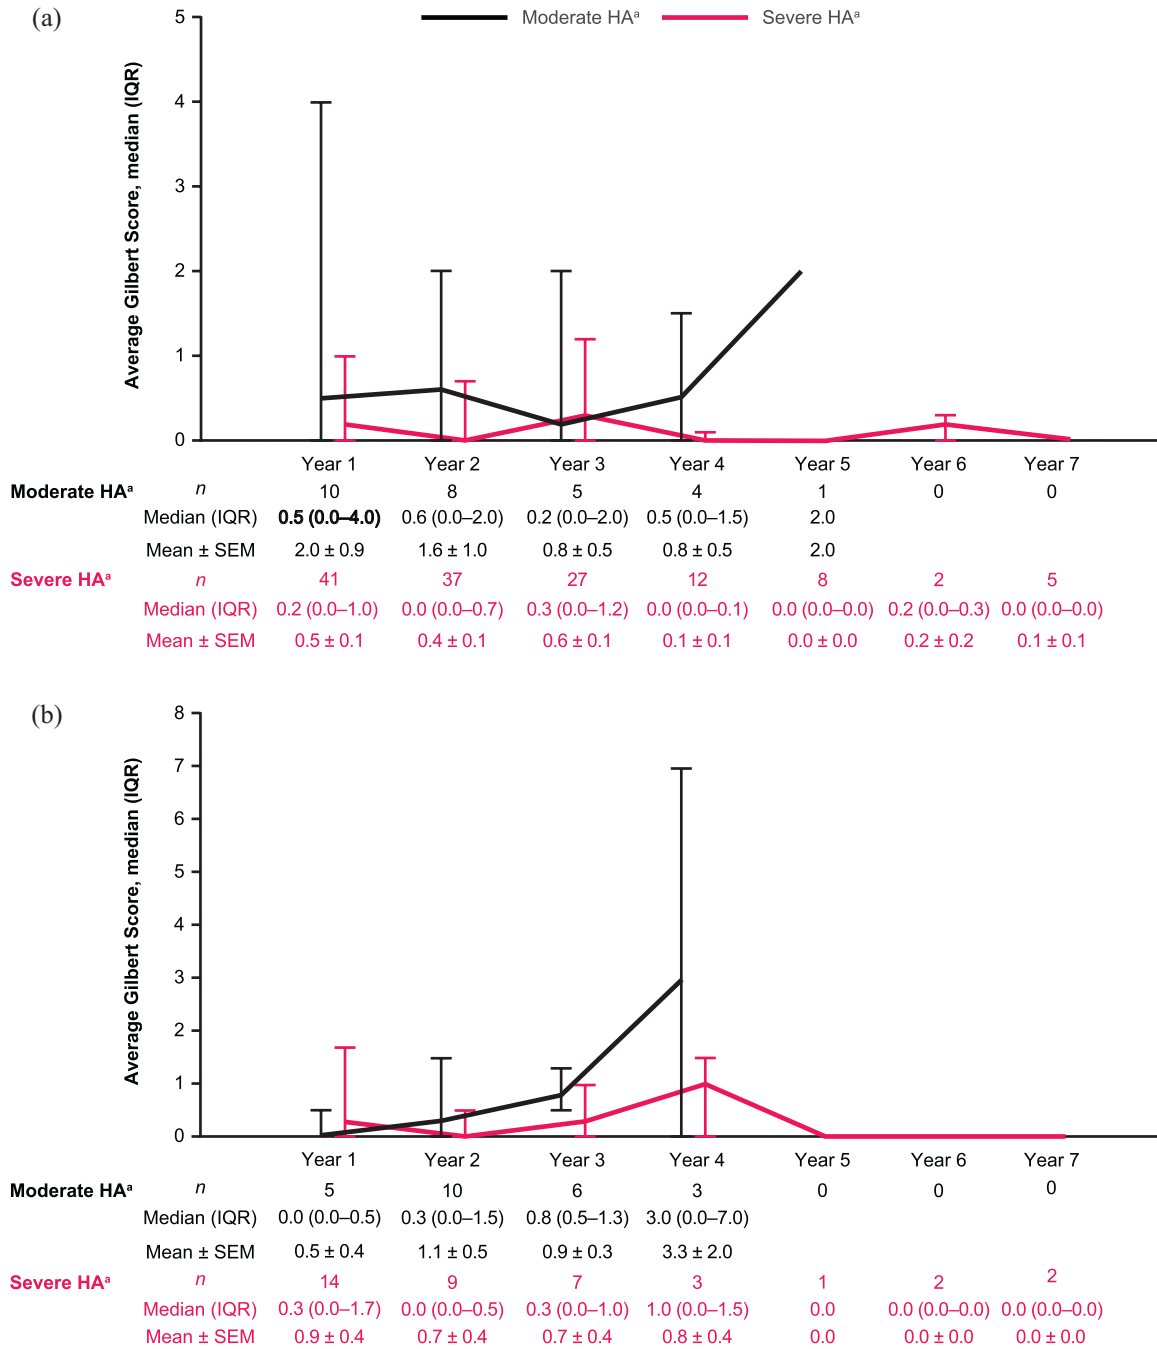 (a)
Moderate HAᵃ Severe HAᵃ
Average Gilbert Score, median (IQR)
5
4
3
2
1
0
Year 1 Year 2 Year 3 Year 4 Year 5 Year 6 Year 7
Moderate HAᵃ n 10 8 5 4 1 0 0
Median (IQR) 0.5 (0.0–4.0) 0.6 (0.0–2.0) 0.2 (0.0–2.0) 0.5 (0.0–1.5) 2.0
Mean ± SEM 2.0 ± 0.9 1.6 ± 1.0 0.8 ± 0.5 0.8 ± 0.5 2.0
Severe HAᵃ n 41 37 27 12 8 2 5
Median (IQR) 0.2 (0.0–1.0) 0.0 (0.0–0.7) 0.3 (0.0–1.2) 0.0 (0.0–0.1) 0.0 (0.0–0.0) 0.2 (0.0–0.3) 0.0 (0.0–0.0)
Mean ± SEM 0.5 ± 0.1 0.4 ± 0.1 0.6 ± 0.1 0.1 ± 0.1 0.0 ± 0.0 0.2 ± 0.2 0.1 ± 0.1
(b)
Average Gilbert Score, median (IQR)
8
7
6
5
4
3
2
1
0
Year 1 Year 2 Year 3 Year 4 Year 5 Year 6 Year 7
Moderate HAᵃ n 5 10 6 3 0 0 0
Median (IQR) 0.0 (0.0–0.5) 0.3 (0.0–1.5) 0.8 (0.5–1.3) 3.0 (0.0–7.0)
Mean ± SEM 0.5 ± 0.4 1.1 ± 0.5 0.9 ± 0.3 3.3 ± 2.0
Severe HAᵃ n 14 9 7 3 1 2 2
Median (IQR) 0.3 (0.0–1.7) 0.0 (0.0–0.5) 0.3 (0.0–1.0) 1.0 (0.0–1.5) 0.0 0.0 (0.0–0.0) 0.0 (0.0–0.0)
Mean ± SEM 0.9 ± 0.4 0.7 ± 0.4 0.7 ± 0.4 0.8 ± 0.4 0.0 0.0 ± 0.0 0.0 ± 0.0